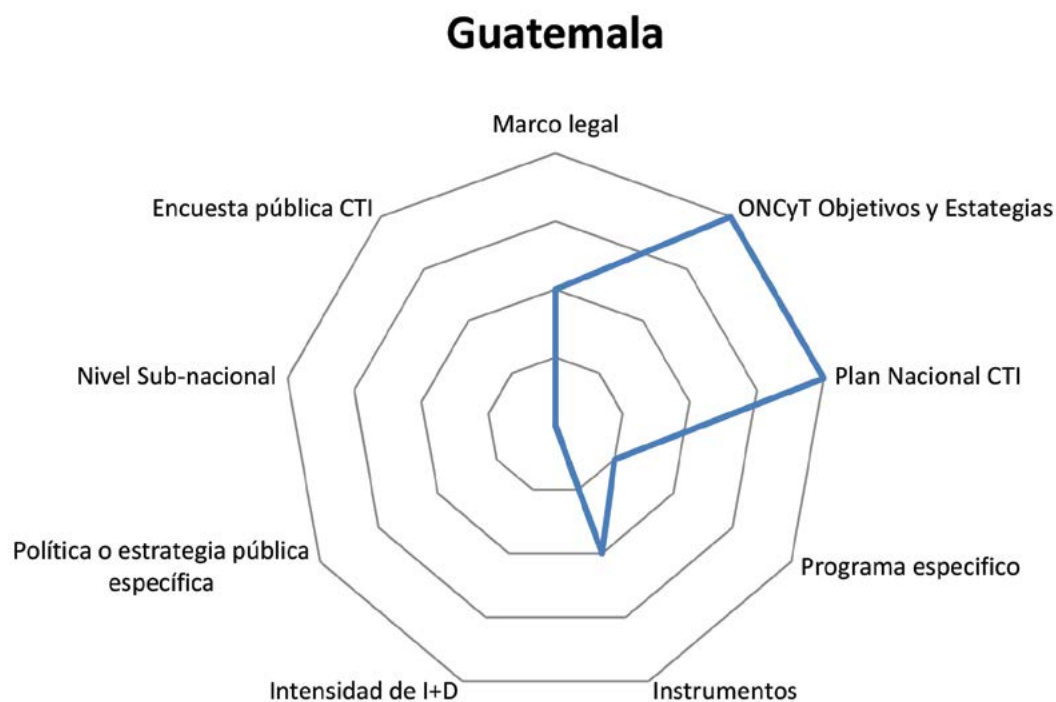 Guatemala
Marco legal
Encuesta pública CTI
ONCyT Objetivos y Estategias
Nivel Sub-nacional
Plan Nacional CTI
Política o estrategia pública
específica
Programa especifico
Intensidad de I+D
Instrumentos